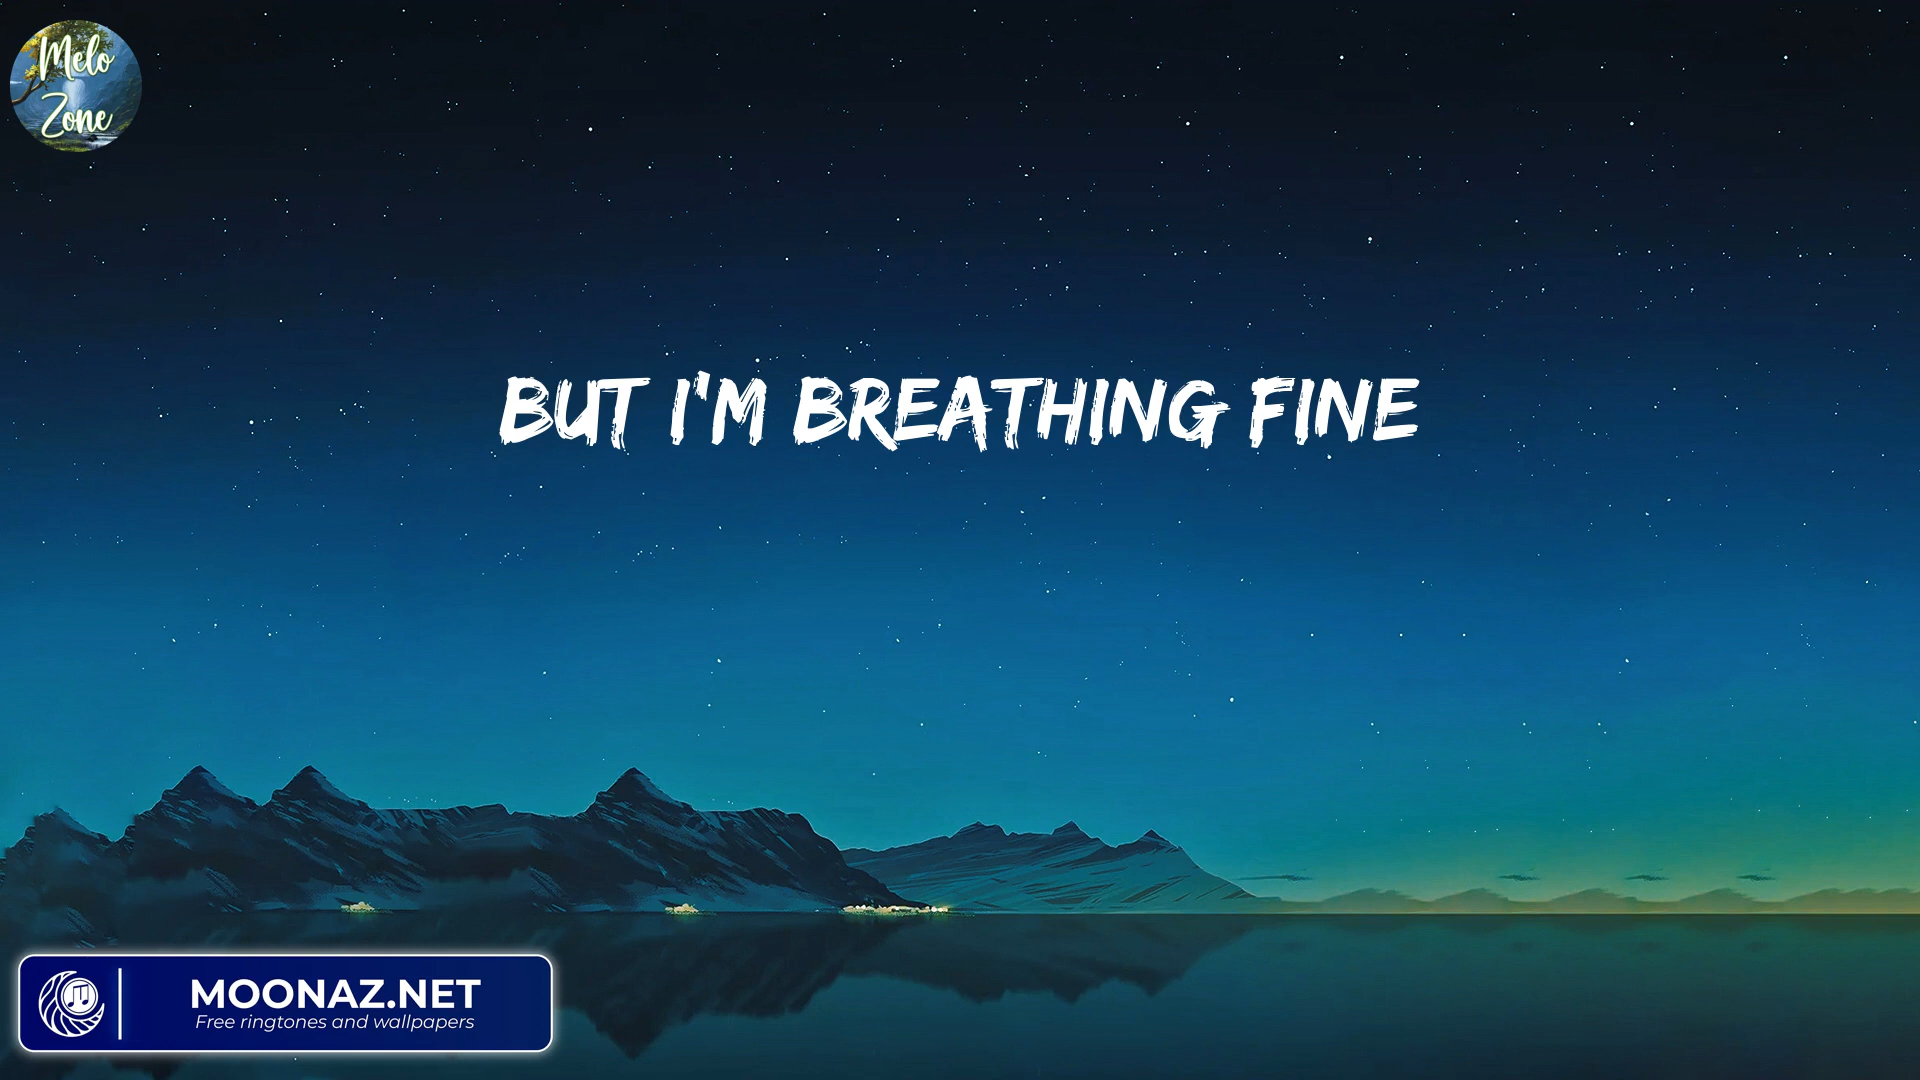 Melo
Zone
BUT I'M BREATHING FINE
MOONAZ.NET
Free ringtones and wallpapers